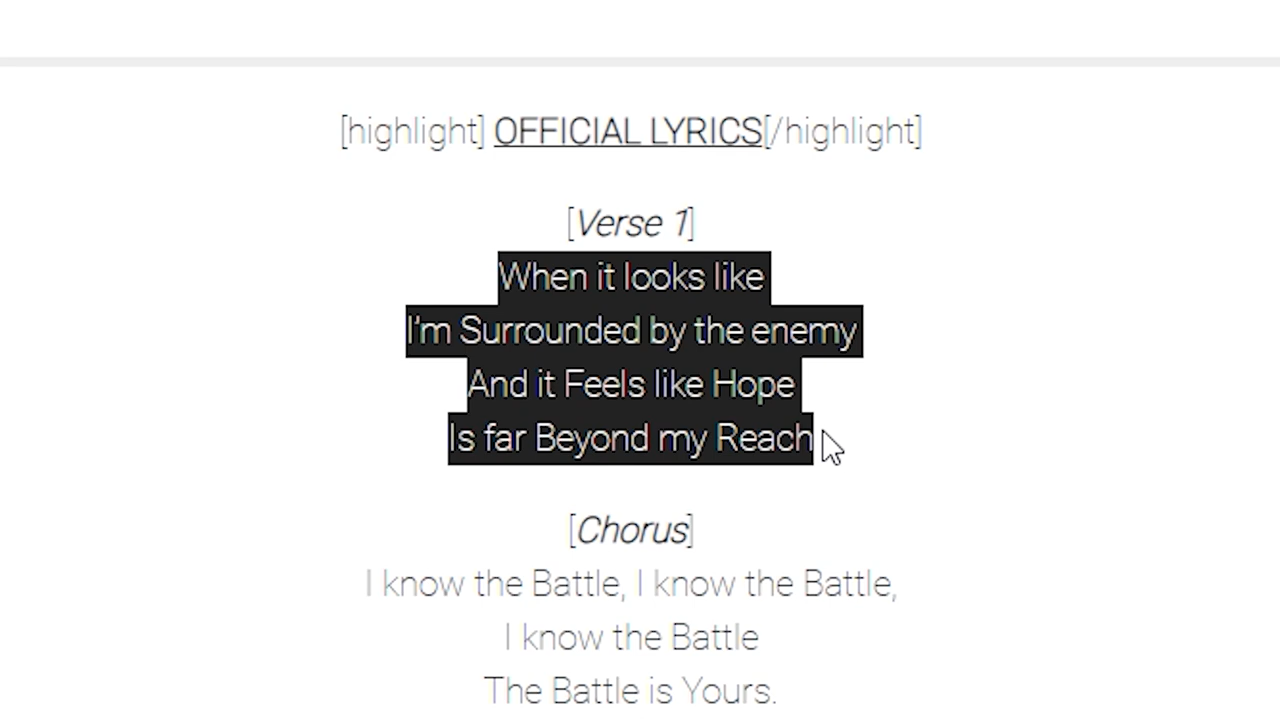 [highlight] OFFICIAL LYRICS[/highlight]
[Verse 1]
When it looks like
I'm Surrounded by the enemy
And it Feels like Hope
Is far Beyond my Reach
[Chorus]
I know the Battle, I know the Battle,
I know the Battle
The Battle is Yours.